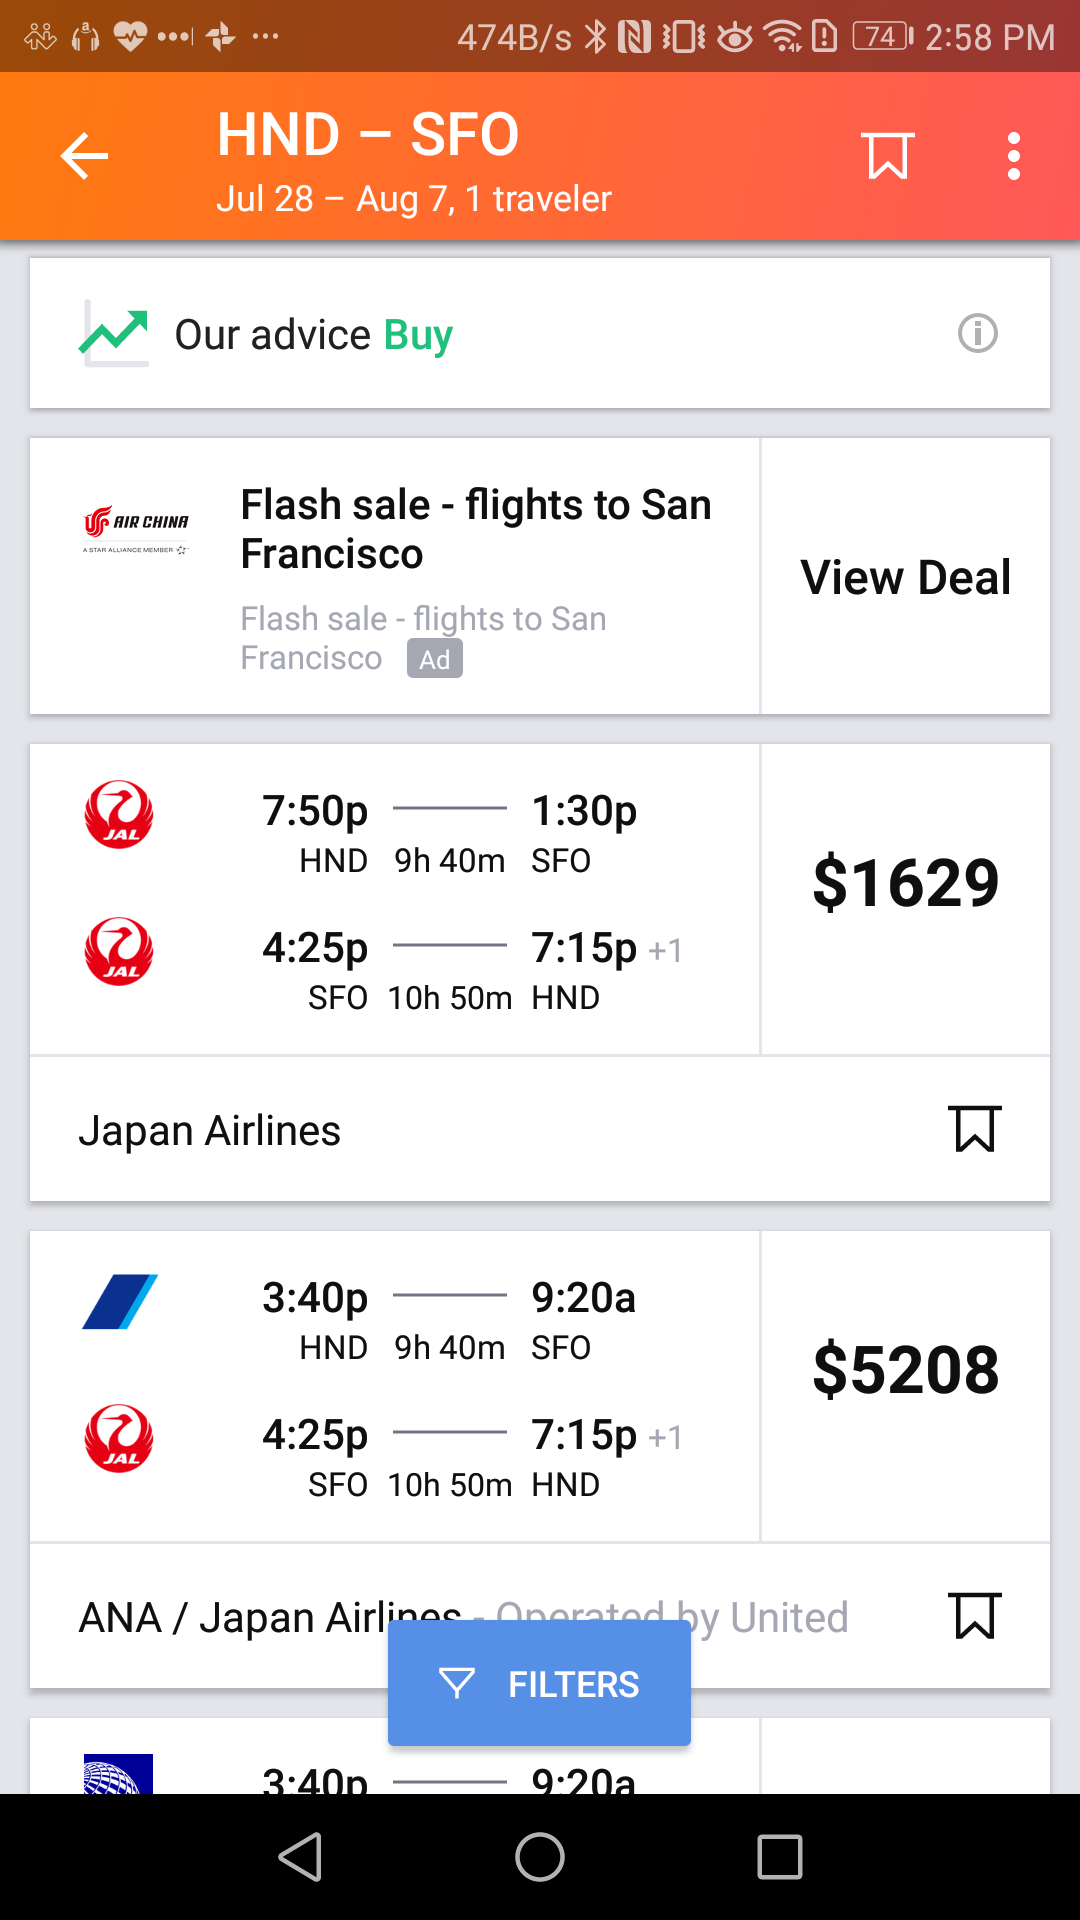 474B/s 74 2:58 PM
HND – SFO
Jul 28 – Aug 7, 1 traveler
Our advice Buy
AIR CHINA
A STAR ALLIANCE MEMBER
Flash sale - flights to San
Francisco
View Deal
Flash sale - flights to San
Francisco Ad
JAL
7:50p 1:30p
HND 9h 40m SFO
$1629
JAL
4:25p 7:15p +1
SFO 10h 50m HND
Japan Airlines
3:40p 9:20a
HND 9h 40m SFO
$5208
JAL
4:25p 7:15p +1
SFO 10h 50m HND
ANA / Japan Airlines - Operated by United
FILTERS
3:40p 9:20a